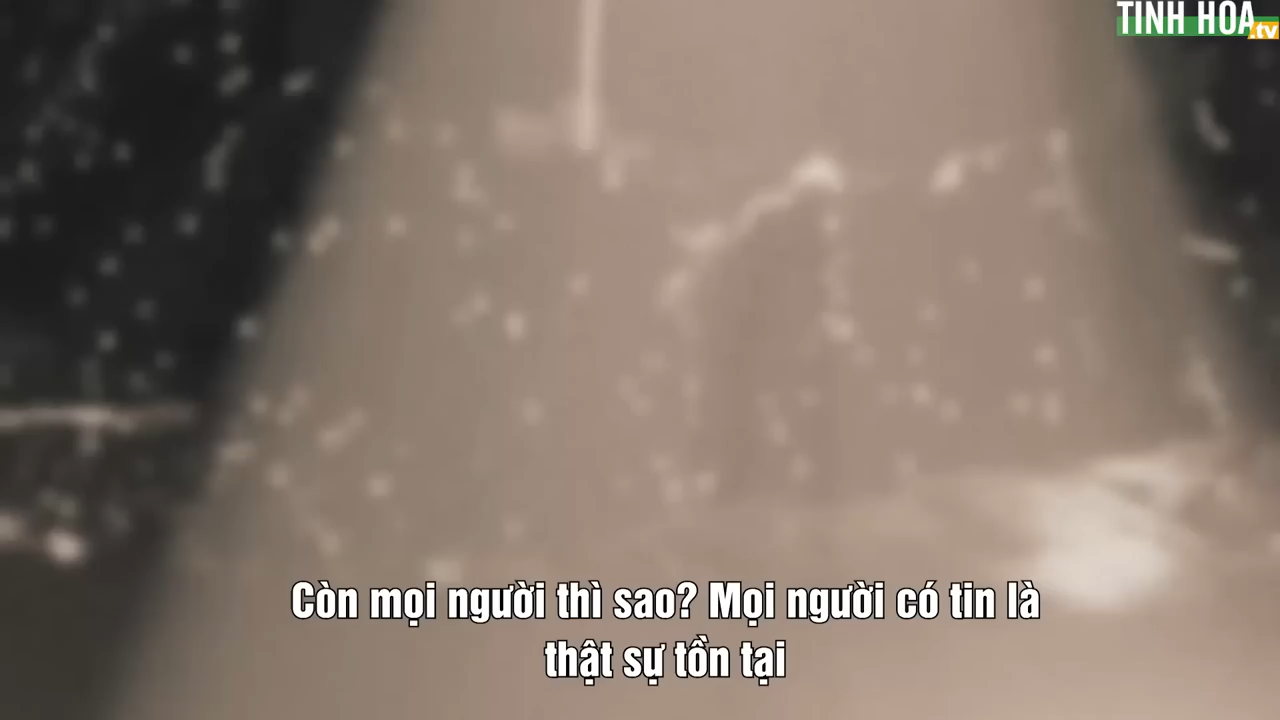 TINH HOA
.tv
Còn mọi người thì sao? Mọi người có tin là
thật sự tồn tại